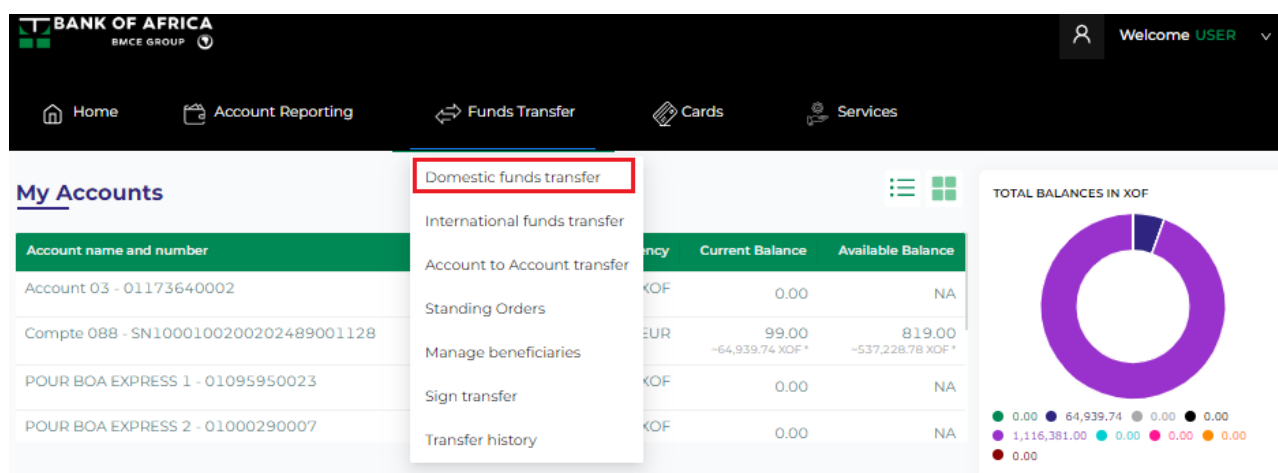 BANK OF AFRICA
BMCE GROUP
Welcome USER
Home Account Reporting Funds Transfer Cards Services
Domestic funds transfer
International funds transfer
Account to Account transfer
Standing Orders
Manage beneficiaries
Sign transfer
Transfer history
My Accounts
Account name and number ency Current Balance Available Balance
Account 03 - 01173640002 XOF 0.00 NA
Compte 088 - SN1000100200202489001128 EUR 99.00 819.00
~64,939.74 XOF * ~537,228.78 XOF *
POUR BOA EXPRESS 1 - 01095950023 XOF 0.00 NA
POUR BOA EXPRESS 2 - 01000290007 XOF 0.00 NA
TOTAL BALANCES IN XOF
0.00 64,939.74 0.00 0.00
1,116,381.00 0.00 0.00 0.00
0.00